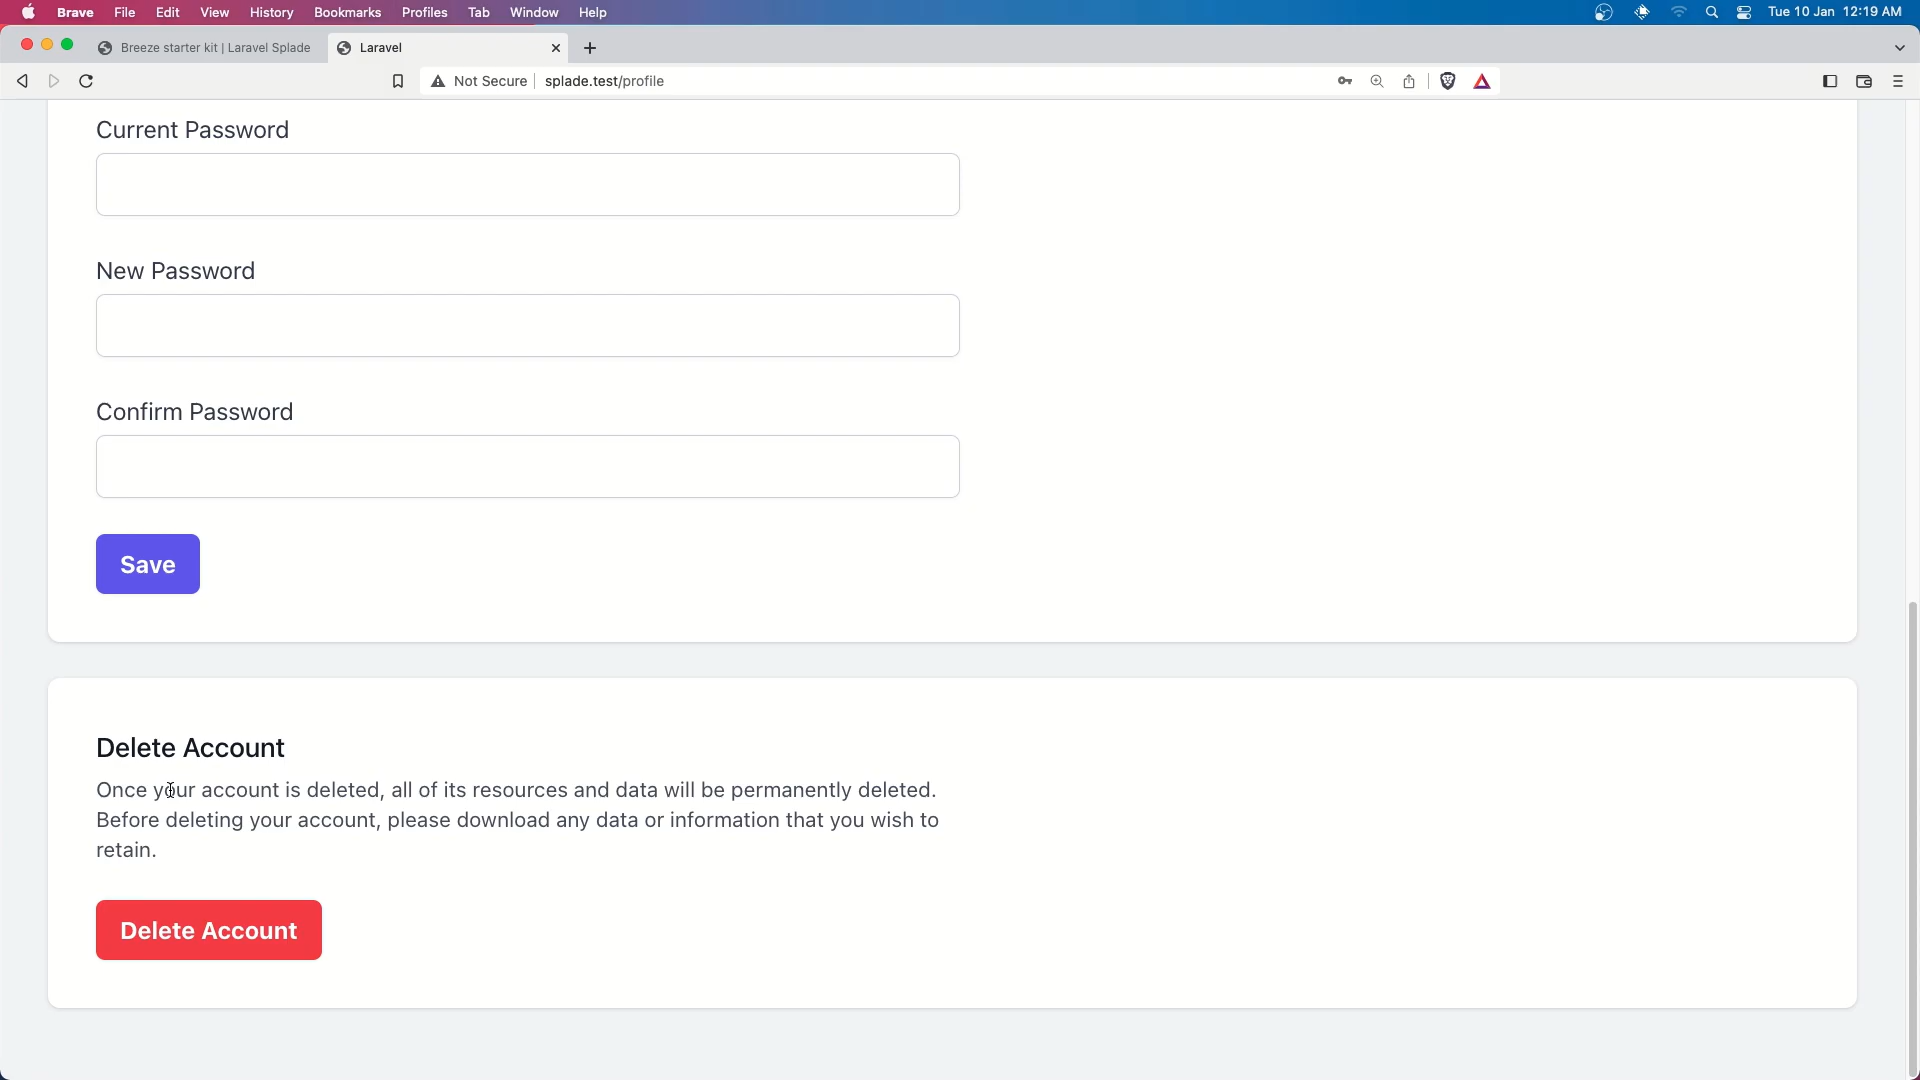 Brave File Edit View History Bookmarks Profiles Tab Window Help Tue 10 Jan 12:19 AM
Breeze starter kit | Laravel Splade Laravel
Not Secure splade.test/profile
Current Password
New Password
Confirm Password
Save
Delete Account
Once your account is deleted, all of its resources and data will be permanently deleted.
Before deleting your account, please download any data or information that you wish to
retain.
Delete Account